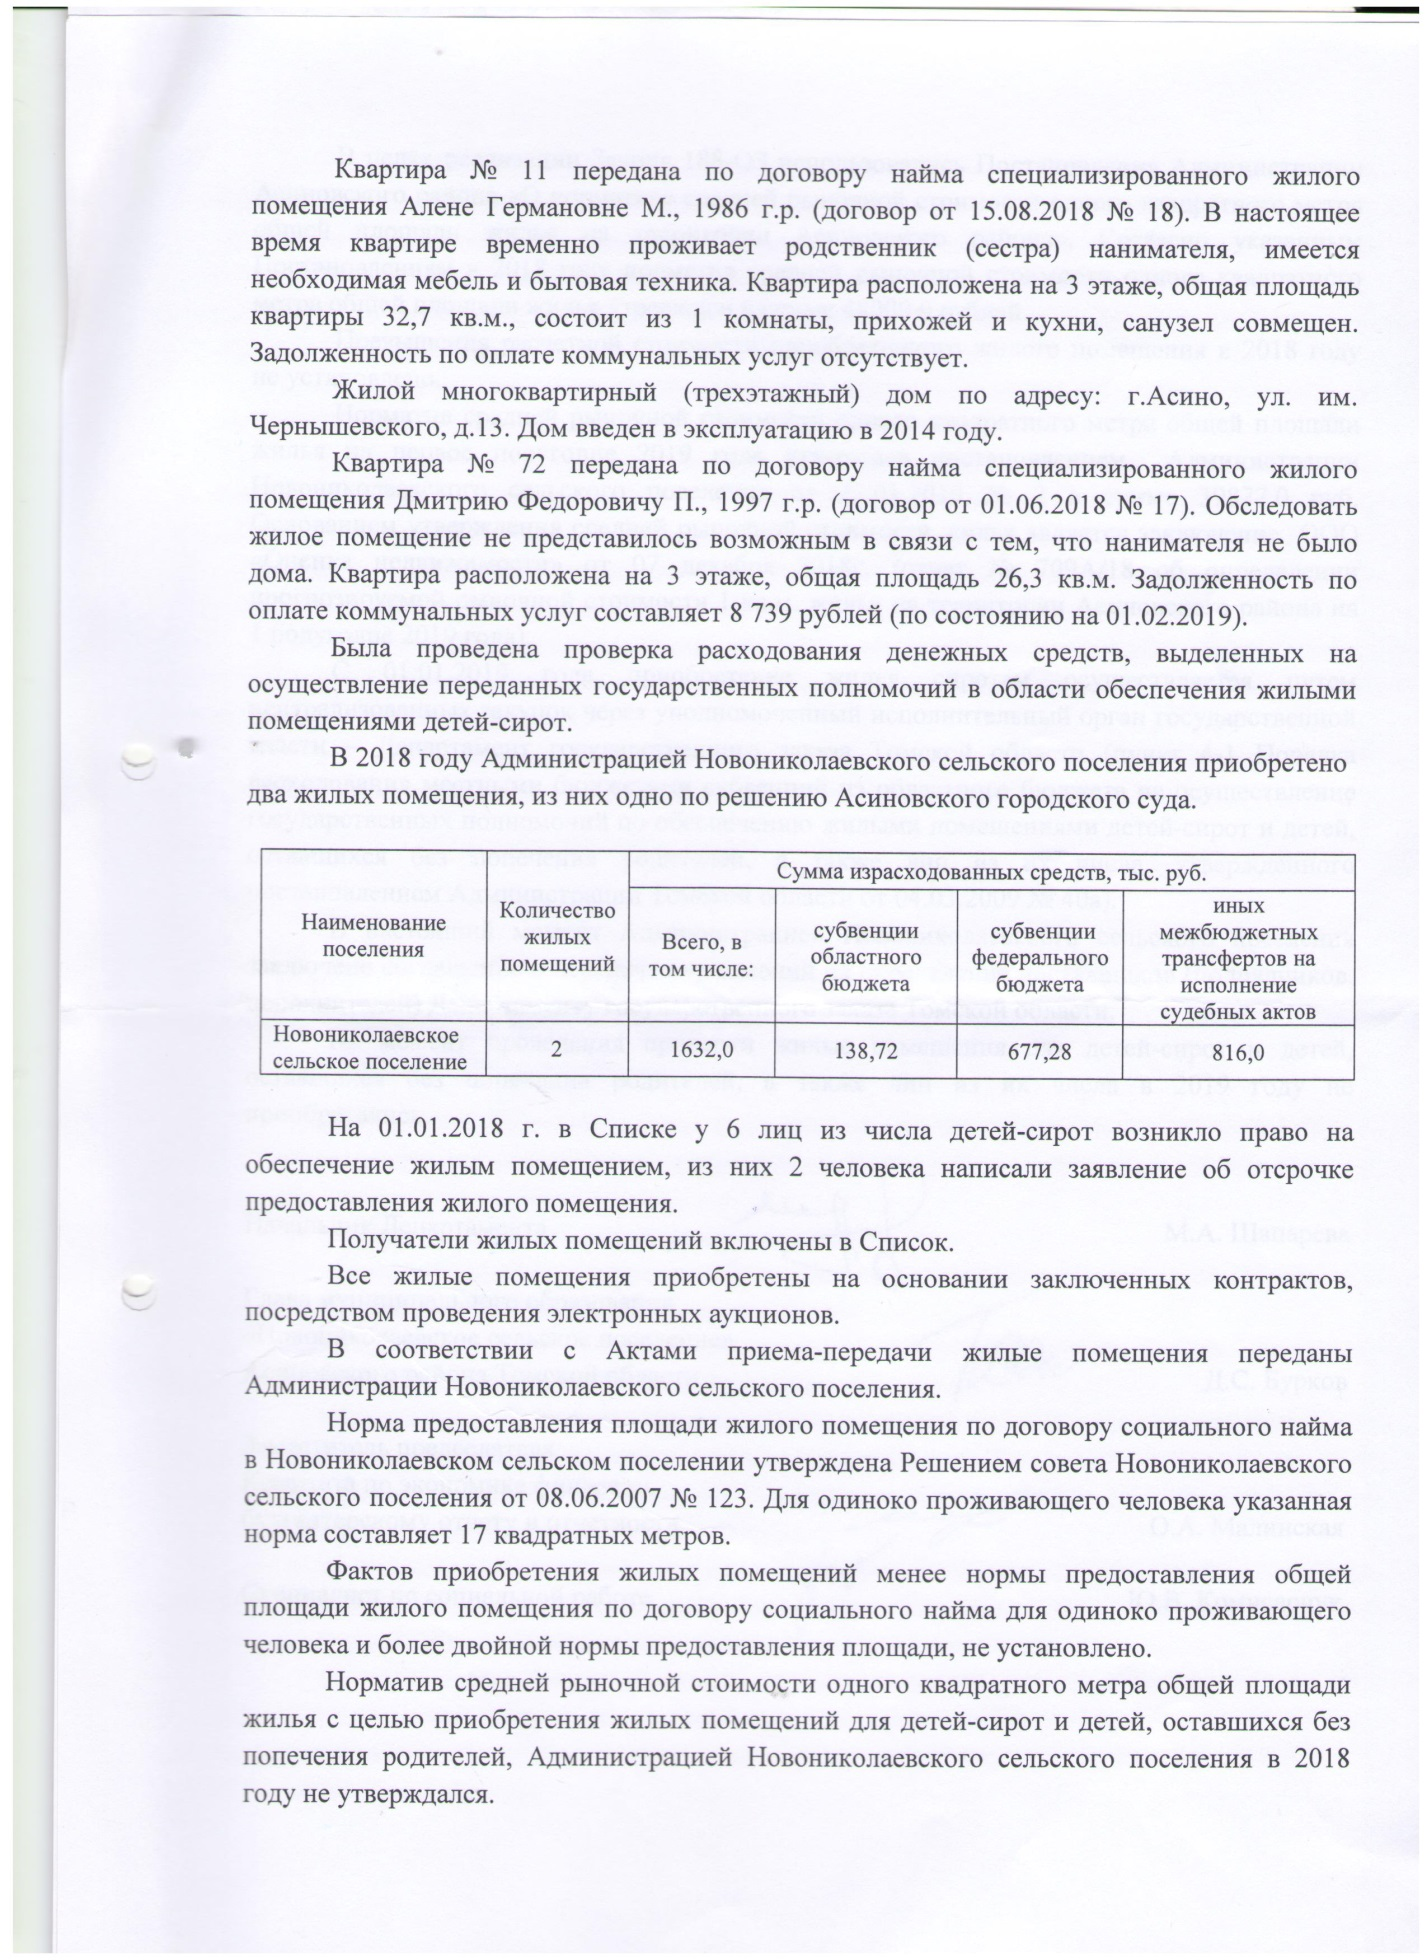 Квартира № 11 передана по договору найма специализированного жилого
помещения Алене Германовне М., 1986 г.р. (договор от 15.08.2018 № 18). В настоящее
время квартире временно проживает родственник (сестра) нанимателя, имеется
необходимая мебель и бытовая техника. Квартира расположена на 3 этаже, общая площадь
квартиры 32,7 кв.м., состоит из 1 комнаты, прихожей и кухни, санузел совмещен.
Задолженность по оплате коммунальных услуг отсутствует.
Жилой многоквартирный (трехэтажный) дом по адресу: г.Асино, ул. им.
Чернышевского, д.13. Дом введен в эксплуатацию в 2014 году.
Квартира № 72 передана по договору найма специализированного жилого
помещения Дмитрию Федоровичу П., 1997 г.р. (договор от 01.06.2018 № 17). Обследовать
жилое помещение не представилось возможным в связи с тем, что нанимателя не было
дома. Квартира расположена на 3 этаже, общая площадь 26,3 кв.м. Задолженность по
оплате коммунальных услуг составляет 8 739 рублей (по состоянию на 01.02.2019).
Была проведена проверка расходования денежных средств, выделенных на
осуществление переданных государственных полномочий в области обеспечения жилыми
помещениями детей-сирот.
В 2018 году Администрацией Новониколаевского сельского поселения приобретено
два жилых помещения, из них одно по решению Асиновского городского суда.
Наименование
поселения
Количество
жилых
помещений
Сумма израсходованных средств, тыс. руб.
Всего, в
том числе:
субвенции
областного
бюджета
субвенции
федерального
бюджета
иных
межбюджетных
трансфертов на
исполнение
судебных актов
Новониколаевское
сельское поселение
2
1632,0
138,72
677,28
816,0
На 01.01.2018 г. в Списке у 6 лиц из числа детей-сирот возникло право на
обеспечение жилым помещением, из них 2 человека написали заявление об отсрочке
предоставления жилого помещения.
Получатели жилых помещений включены в Список.
Все жилые помещения приобретены на основании заключенных контрактов,
посредством проведения электронных аукционов.
В соответствии с Актами приема-передачи жилые помещения переданы
Администрации Новониколаевского сельского поселения.
Норма предоставления площади жилого помещения по договору социального найма
в Новониколаевском сельском поселении утверждена Решением совета Новониколаевского
сельского поселения от 08.06.2007 № 123. Для одиноко проживающего человека указанная
норма составляет 17 квадратных метров.
Фактов приобретения жилых помещений менее нормы предоставления общей
площади жилого помещения по договору социального найма для одиноко проживающего
человека и более двойной нормы предоставления площади, не установлено.
Норматив средней рыночной стоимости одного квадратного метра общей площади
жилья с целью приобретения жилых помещений для детей-сирот и детей, оставшихся без
попечения родителей, Администрацией Новониколаевского сельского поселения в 2018
году не утверждался.